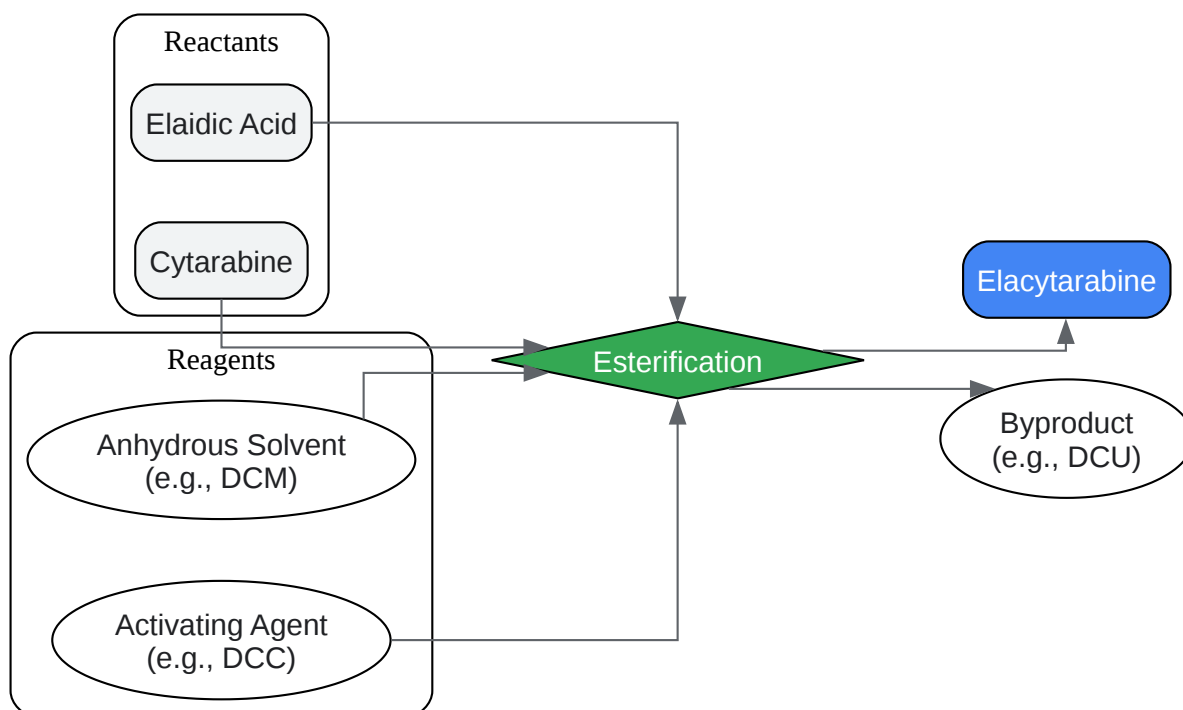 Reactants
Elaidic Acid
Cytarabine
Reagents
Anhydrous Solvent
(e.g., DCM)
Activating Agent
(e.g., DCC)
Esterification
Elacytarabine
Byproduct
(e.g., DCU)